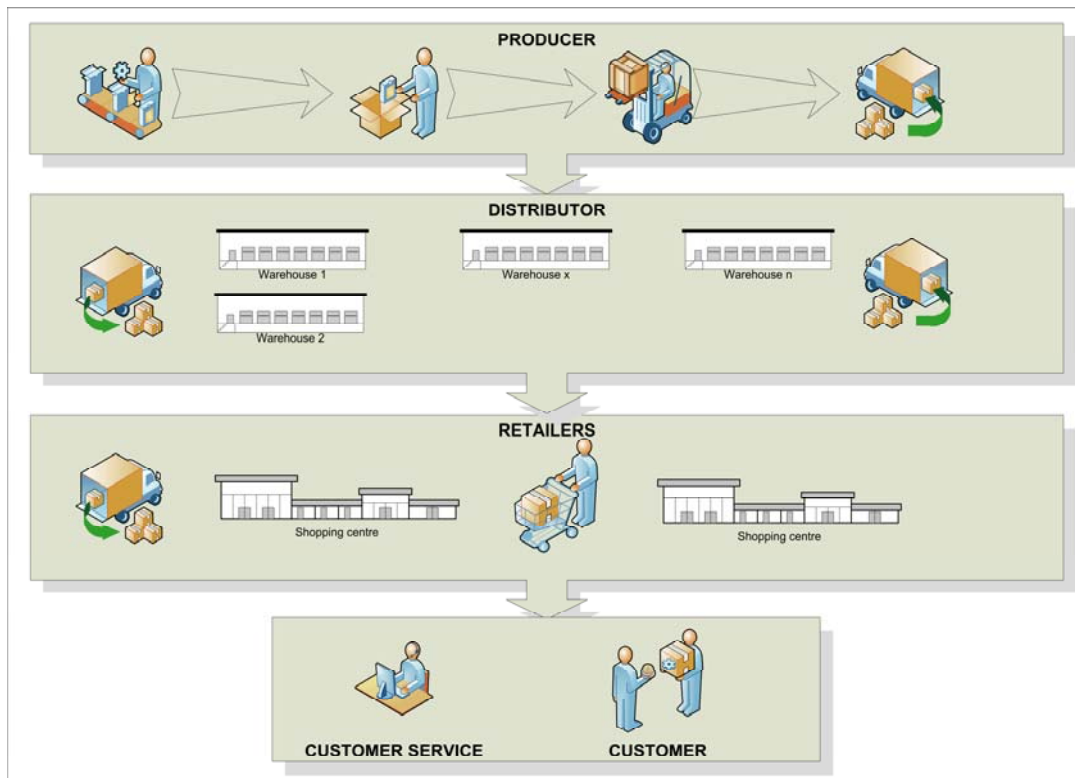 PRODUCER
DISTRIBUTOR
Warehouse 1
Warehouse x
Warehouse n
Warehouse 2
RETAILERS
Shopping centre
Shopping centre
CUSTOMER SERVICE
CUSTOMER